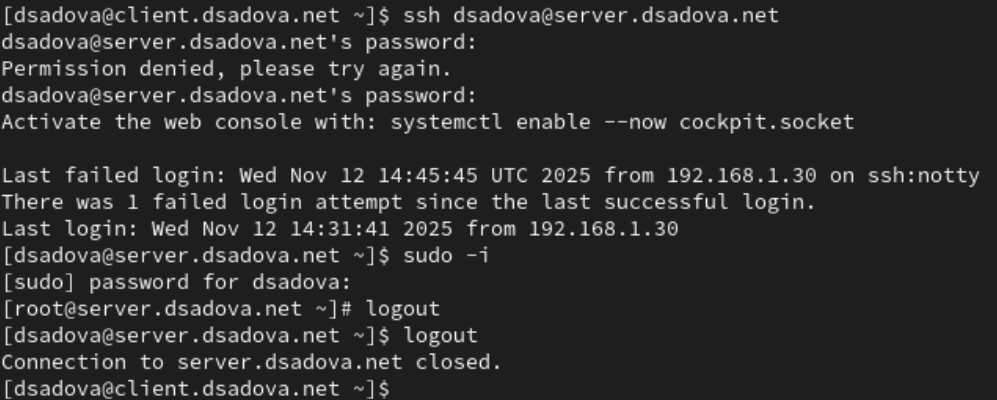 [dsadova@client.dsadova.net ~]$ ssh dsadova@server.dsadova.net
dsadova@server.dsadova.net's password:
Permission denied, please try again.
dsadova@server.dsadova.net's password:
Activate the web console with: systemctl enable --now cockpit.socket

Last failed login: Wed Nov 12 14:45:45 UTC 2025 from 192.168.1.30 on ssh:notty
There was 1 failed login attempt since the last successful login.
Last login: Wed Nov 12 14:31:41 2025 from 192.168.1.30
[dsadova@server.dsadova.net ~]$ sudo -i
[sudo] password for dsadova:
[root@server.dsadova.net ~]# logout
[dsadova@server.dsadova.net ~]$ logout
Connection to server.dsadova.net closed.
[dsadova@client.dsadova.net ~]$